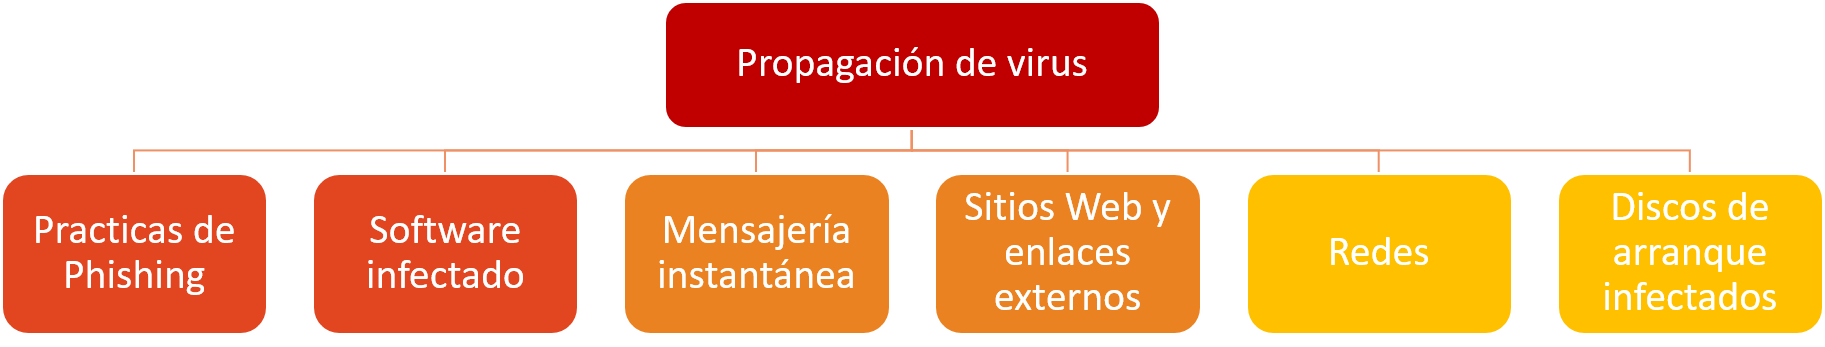 Propagación de virus
Practicas de
Phishing
Software
infectado
Mensajería
instantánea
Sitios Web y
enlaces
externos
Redes
Discos de
arranque
infectados